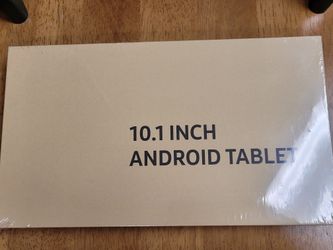 10.1 INCH
ANDROID TABLET